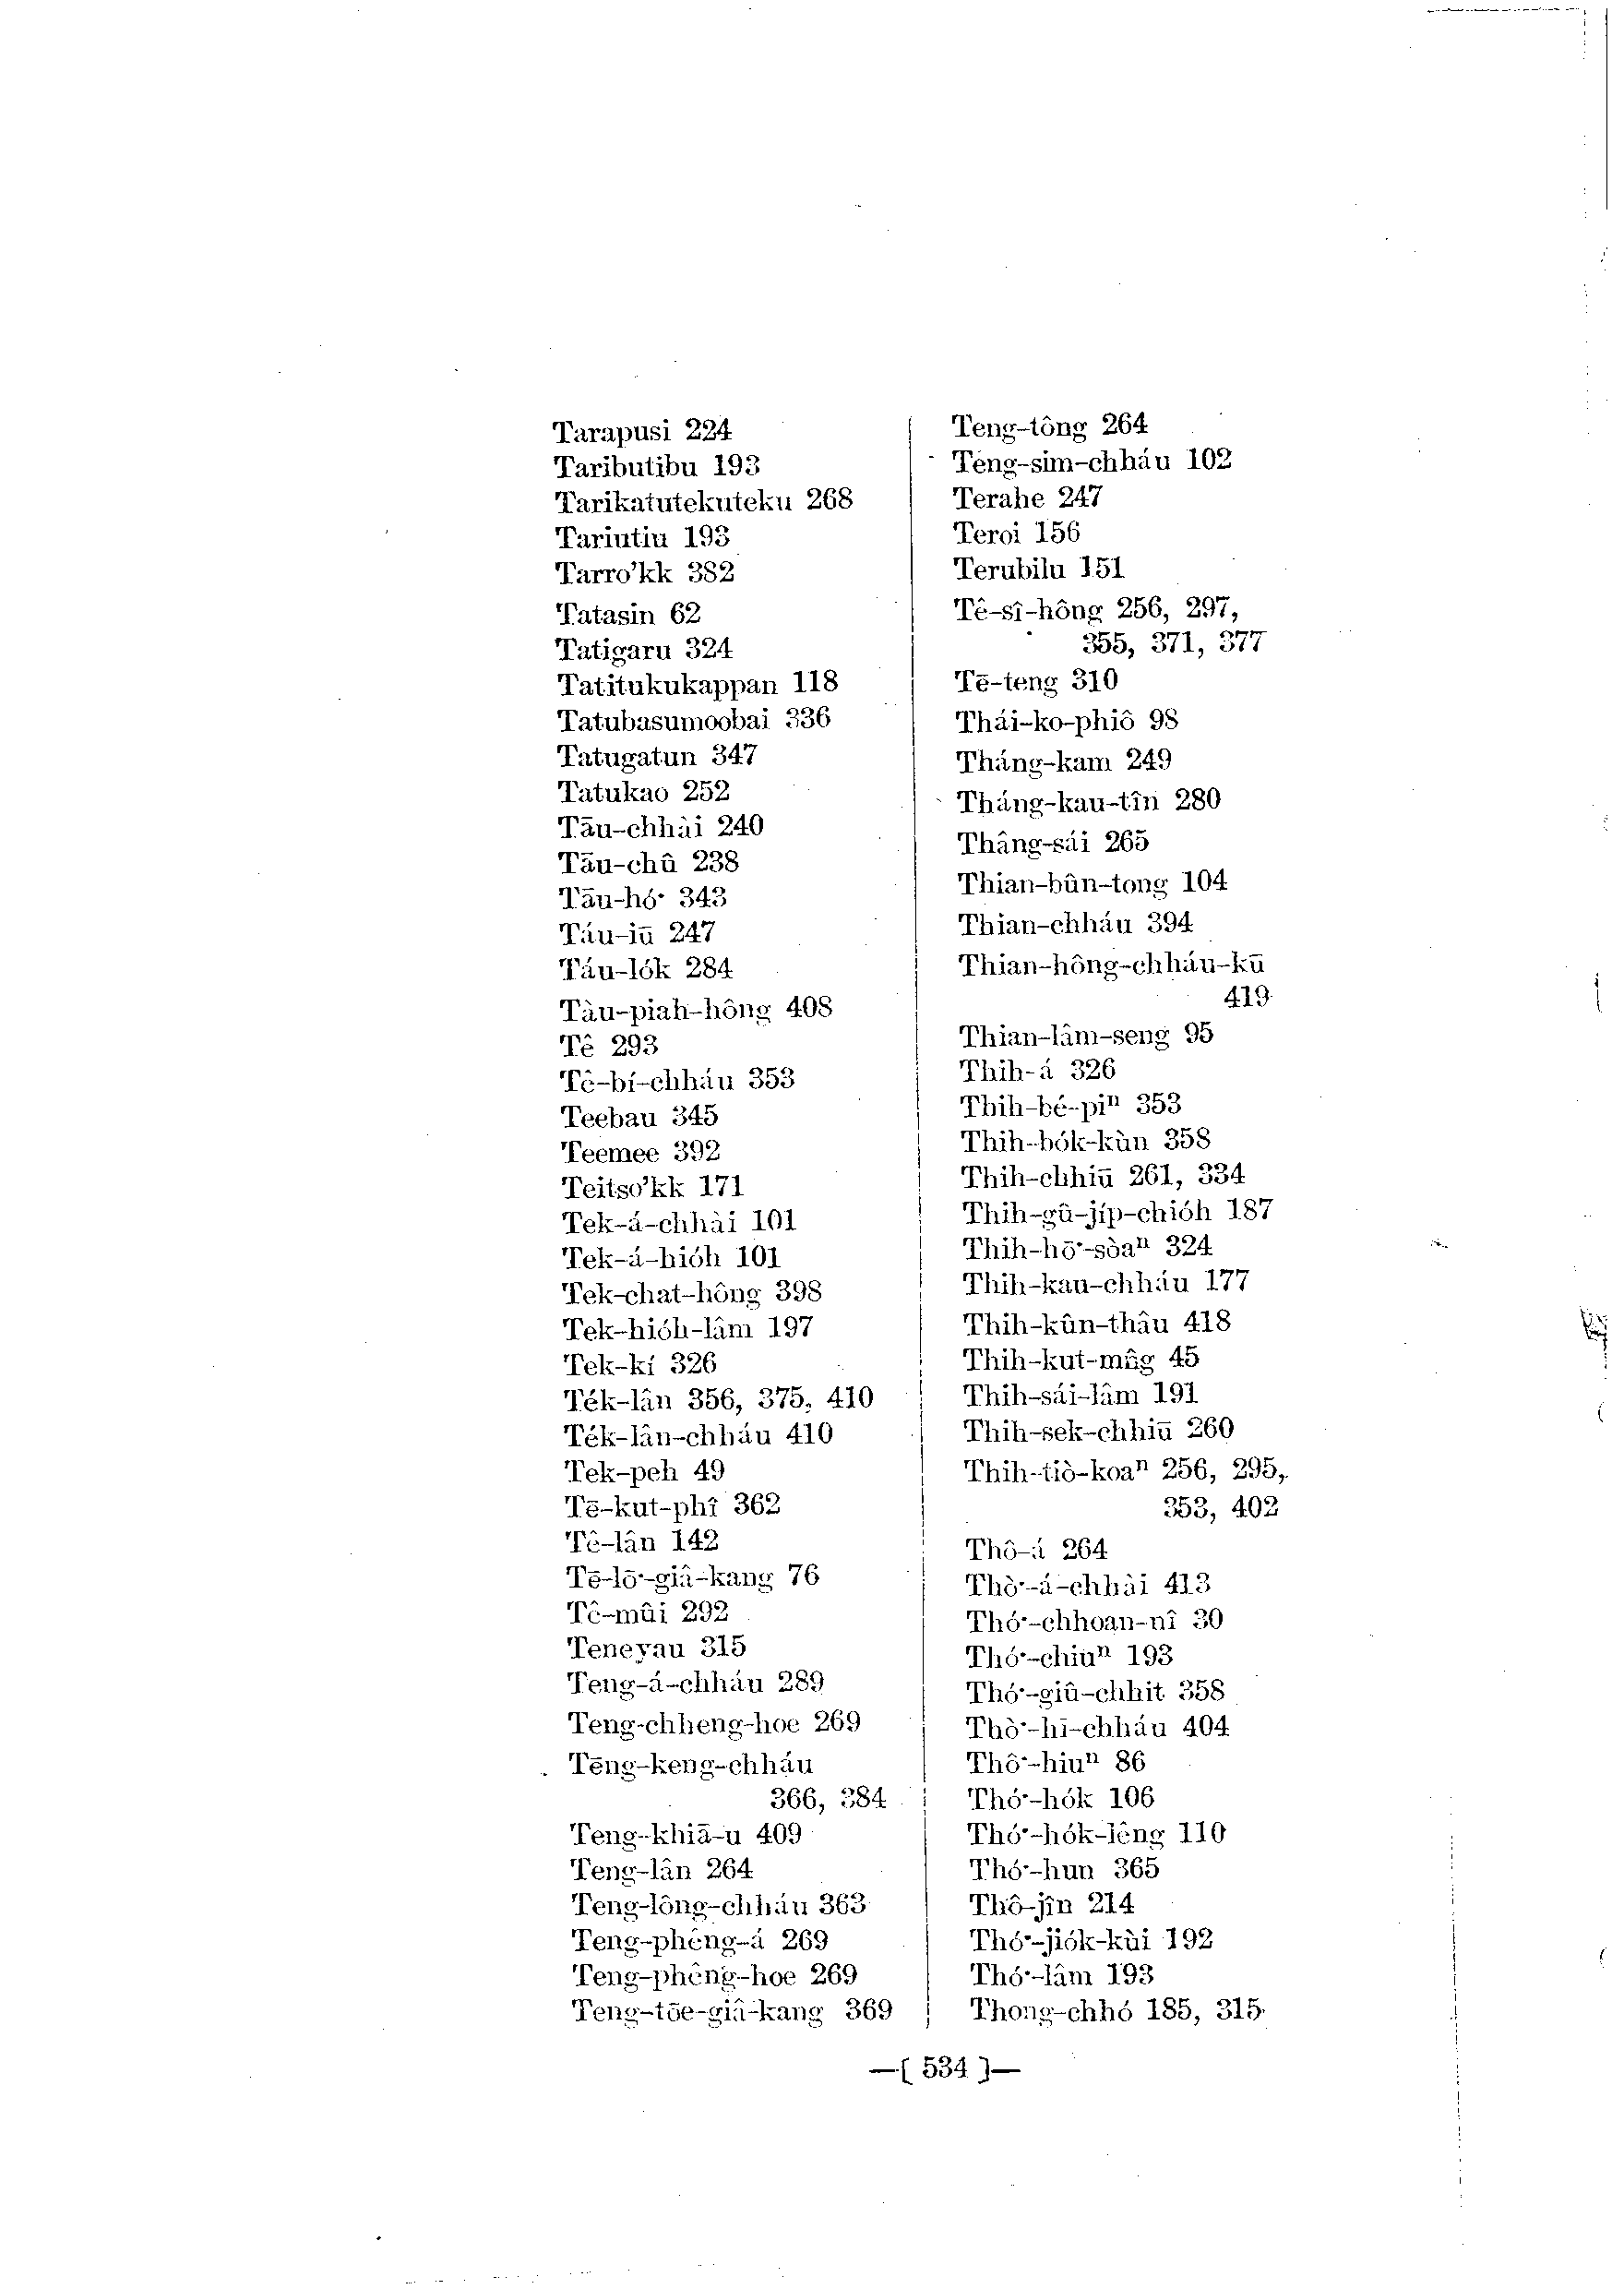 Tarapusi 224
Taributibu 193
Tarikatutekuteku 268
Tariutiu 193
Tarro'kk 382
Tatasin 62
Tatigaru 324
Tatitukukappan 118
Tatubasumoobai 336
Tatugatun 347
Tatukao 252
Tāu-chhài 240
Tāu-chû 238
Tāu-hó͘ 343
Tāu-iū 247
Tāu-lók 284
Tàu-piah-hông 408
Tê 293
Tê-bí-chháu 353
Teebau 345
Teemee 392
Teitso'kk 171
Tek-á-chhài 101
Tek-á-hióh 101
Tek-chat-hông 398
Tek-hióh-lâm 197
Tek-kí 326
Ték-lân 356, 375, 410
Ték-lân-chháu 410
Tek-peh 49
Tē-kut-phî 362
Tê-lân 142
Tē-lō͘-giâ-kang 76
Tê-mûi 292
Teneyau 315
Teng-á-chháu 289
Teng-chheng-hoe 269
Tēng-keng-chháu
366, 384
Teng-khiā-u 409
Teng-lân 264
Teng-lông-chháu 363
Teng-phêng-á 269
Teng-phêng-hoe 269
Teng-tōe-giâ-kang 369
Teng-tông 264
Teng-sim-chháu 102
Terahe 247
Teroi 156
Terubilu 151
Tê-sî-hông 256, 297,
355, 371, 377
Tē-teng 310
Thái-ko-phiô 98
Tháng-kam 249
Tháng-kau-tîn 280
Thâng-sái 265
Thian-bûn-tong 104
Thian-chháu 394
Thian-hông-chháu-kū
419
Thian-lâm-seng 95
Thih-á 326
Thih-bé-piⁿ 353
Thih-bók-kùn 358
Thih-chhiū 261, 334
Thih-gû-jíp-chióh 187
Thih-hō͘-sòaⁿ 324
Thih-kau-chháu 177
Thih-kûn-thâu 418
Thih-kut-mâg 45
Thih-sái-lâm 191
Thih-sek-chhiū 260
Thih-tiò-koaⁿ 256, 295,
353, 402
Thô-á 264
Thò͘-á-chhài 413
Thó͘-chhoan-nî 30
Thó͘-chiuⁿ 193
Thó͘-giû-chhit 358
Thò͘-hi-chháu 404
Thô͘-hiuⁿ 86
Thó͘-hók 106
Thó͘-hók-lêng 110
Thó͘-hun 365
Thô-jîn 214
Thó͘-jiók-kùi 192
Thó͘-lâm 193
Thong-chhó 185, 315
—( 534 )—